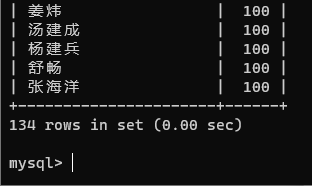 | 姜炜 | 100 |
| 汤建成 | 100 |
| 杨建兵 | 100 |
| 舒畅 | 100 |
| 张海洋 | 100 |
+---------------------+------+
134 rows in set (0.00 sec)
mysql>